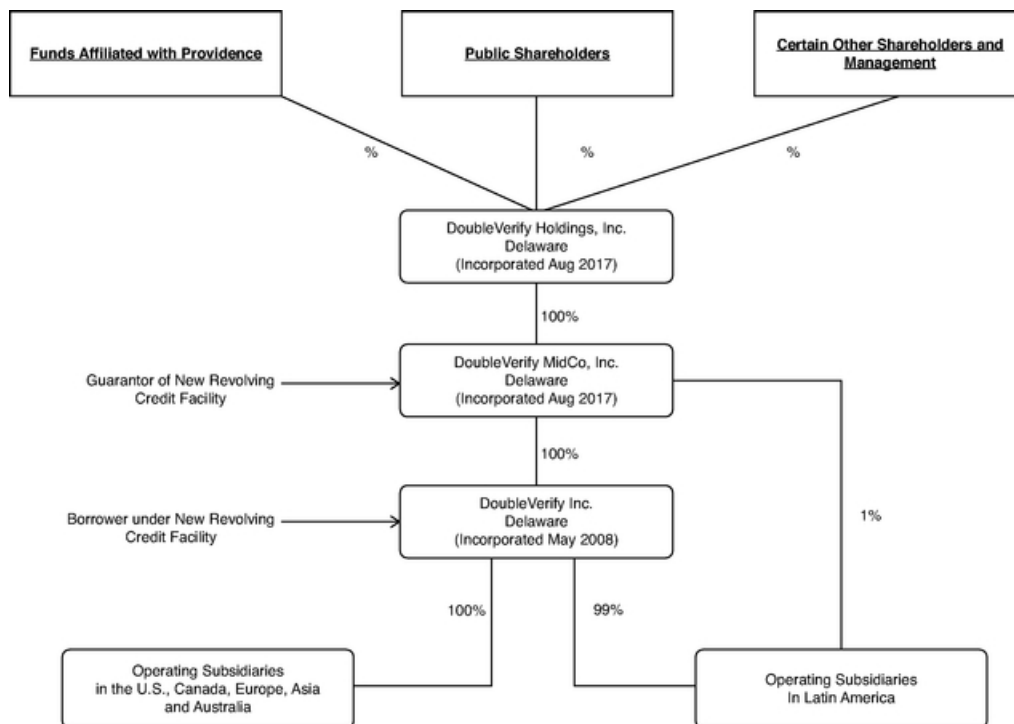 Funds Affiliated with Providence
Public Shareholders
Certain Other Shareholders and
Management
%
%
%
DoubleVerify Holdings, Inc.
Delaware
(Incorporated Aug 2017)
100%
Guarantor of New Revolving
Credit Facility
DoubleVerify MidCo, Inc.
Delaware
(Incorporated Aug 2017)
100%
Borrower under New Revolving
Credit Facility
DoubleVerify Inc.
Delaware
(Incorporated May 2008)
1%
100%
99%
Operating Subsidiaries
in the U.S., Canada, Europe, Asia
and Australia
Operating Subsidiaries
In Latin America